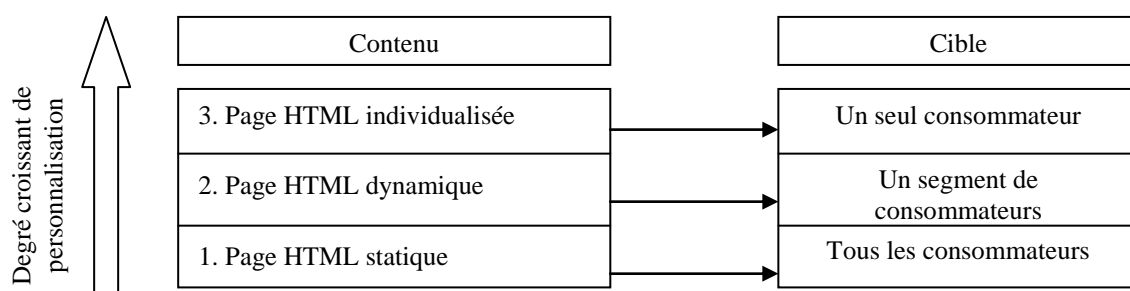 Degré croissant de
personnalisation
Contenu
Cible
3. Page HTML individualisée
Un seul consommateur
2. Page HTML dynamique
Un segment de
consommateurs
1. Page HTML statique
Tous les consommateurs